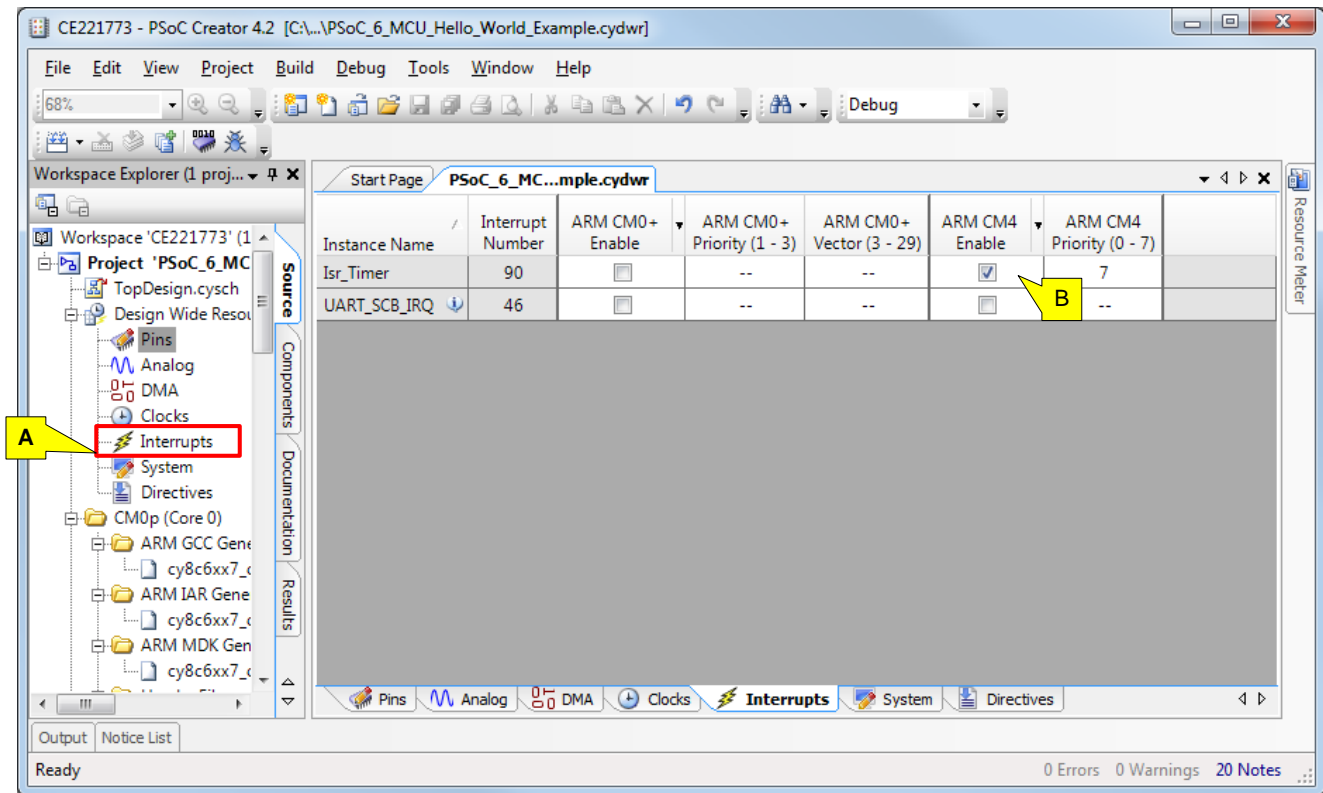 CE221773 - PSoC Creator 4.2 [C:\...\PSoC_6_MCU_Hello_World_Example.cydwr]
File Edit View Project Build Debug Tools Window Help
68%
Debug
Workspace Explorer (1 proj...
Workspace 'CE221773' (1
Project 'PSoC_6_MC
TopDesign.cysch
Design Wide Resou
Pins
Analog
DMA
Clocks
A
Interrupts
System
Directives
CM0p (Core 0)
ARM GCC Gene
cy8c6xx7_c
ARM IAR Gene
cy8c6xx7_c
ARM MDK Gen
cy8c6xx7_c
Source
Components
Documentation
Results
Start Page PSoC_6_MC...mple.cydwr
Instance Name Interrupt Number ARM CM0+ Enable ARM CM0+ Priority (1 - 3) ARM CM0+ Vector (3 - 29) ARM CM4 Enable ARM CM4 Priority (0 - 7)
Isr_Timer 90 -- -- 7
UART_SCB_IRQ 46 -- -- --
B
Pins Analog DMA Clocks Interrupts System Directives
Resource Meter
Output Notice List
Ready 0 Errors 0 Warnings 20 Notes